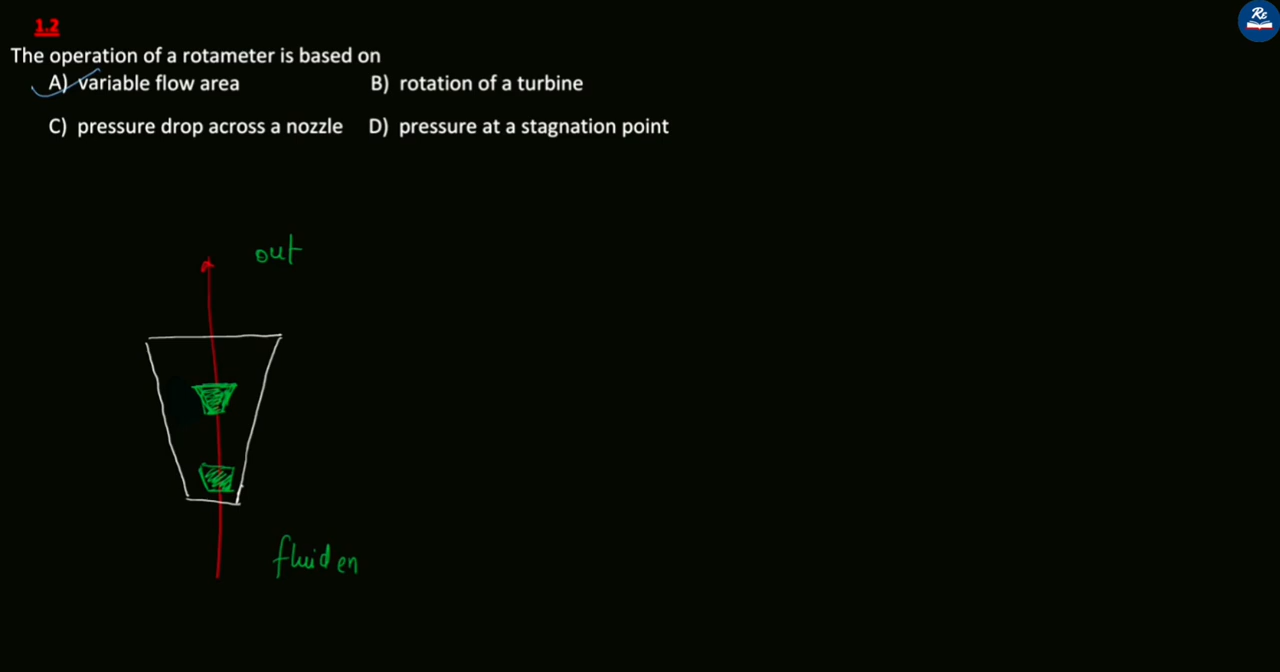 1.2
The operation of a rotameter is based on
A) variable flow area B) rotation of a turbine
C) pressure drop across a nozzle D) pressure at a stagnation point
out
fluid en
RE